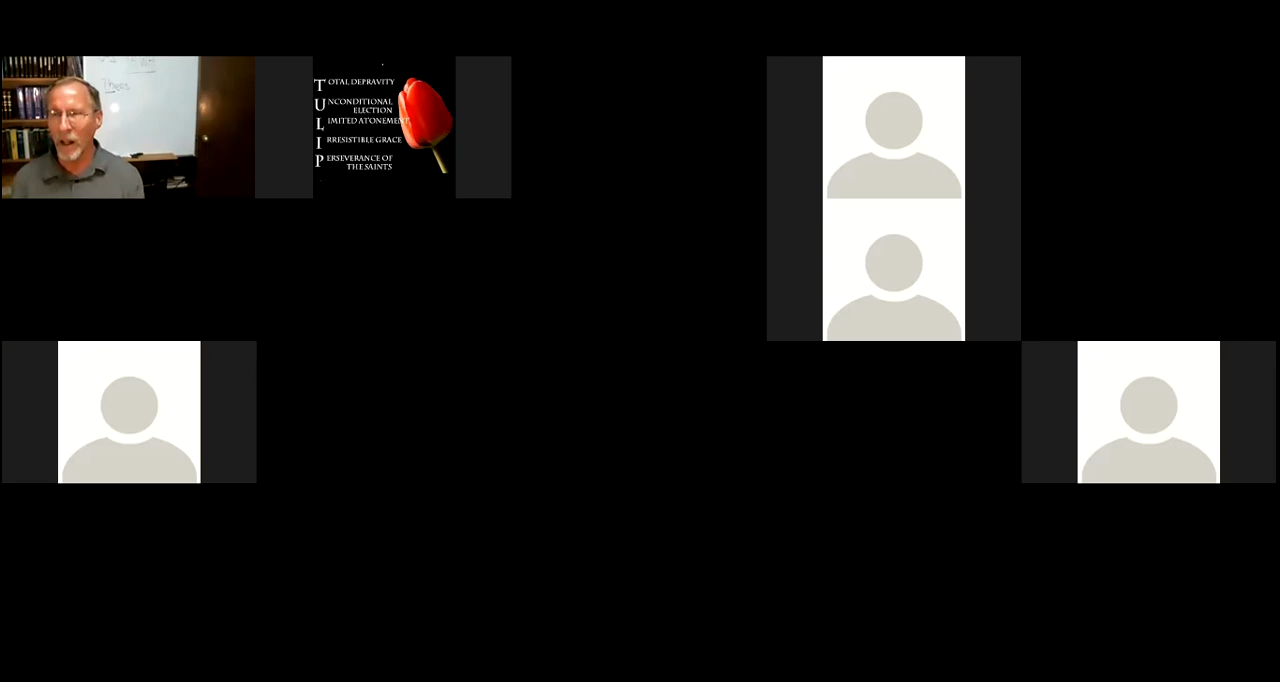 TOTAL DEPRAVITY
UNCONDITIONAL
ELECTION
LIMITED ATONEMENT
IRRESISTIBLE GRACE
PERSEVERANCE OF
THE SAINTS